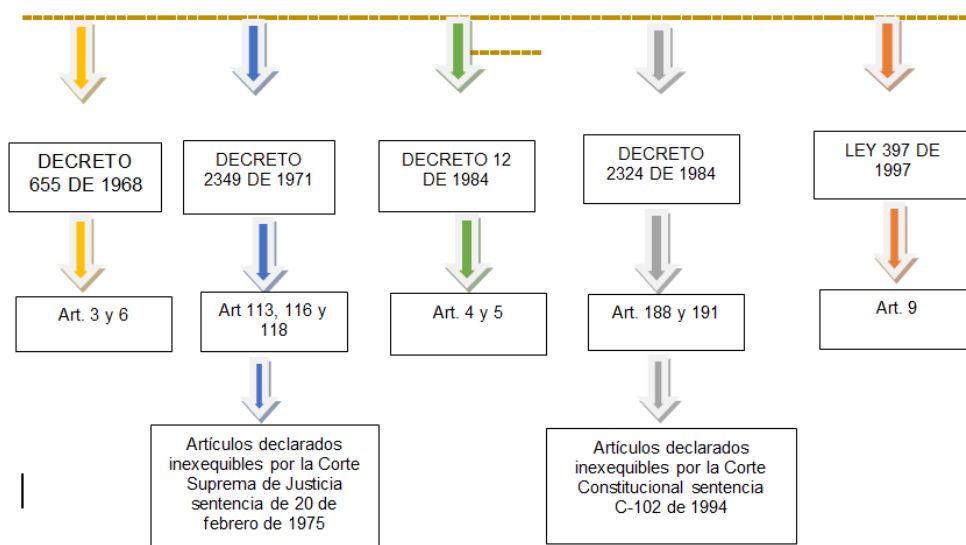 DECRETO
655 DE 1968
DECRETO
2349 DE 1971
DECRETO 12
DE 1984
DECRETO
2324 DE 1984
LEY 397 DE
1997
Art. 3 y 6
Art 113, 116 y
118
Art. 4 y 5
Art. 188 y 191
Art. 9
Artículos declarados
inexequibles por la Corte
Suprema de Justicia
sentencia de 20 de
febrero de 1975
Artículos declarados
inexequibles por la Corte
Constitucional sentencia
C-102 de 1994